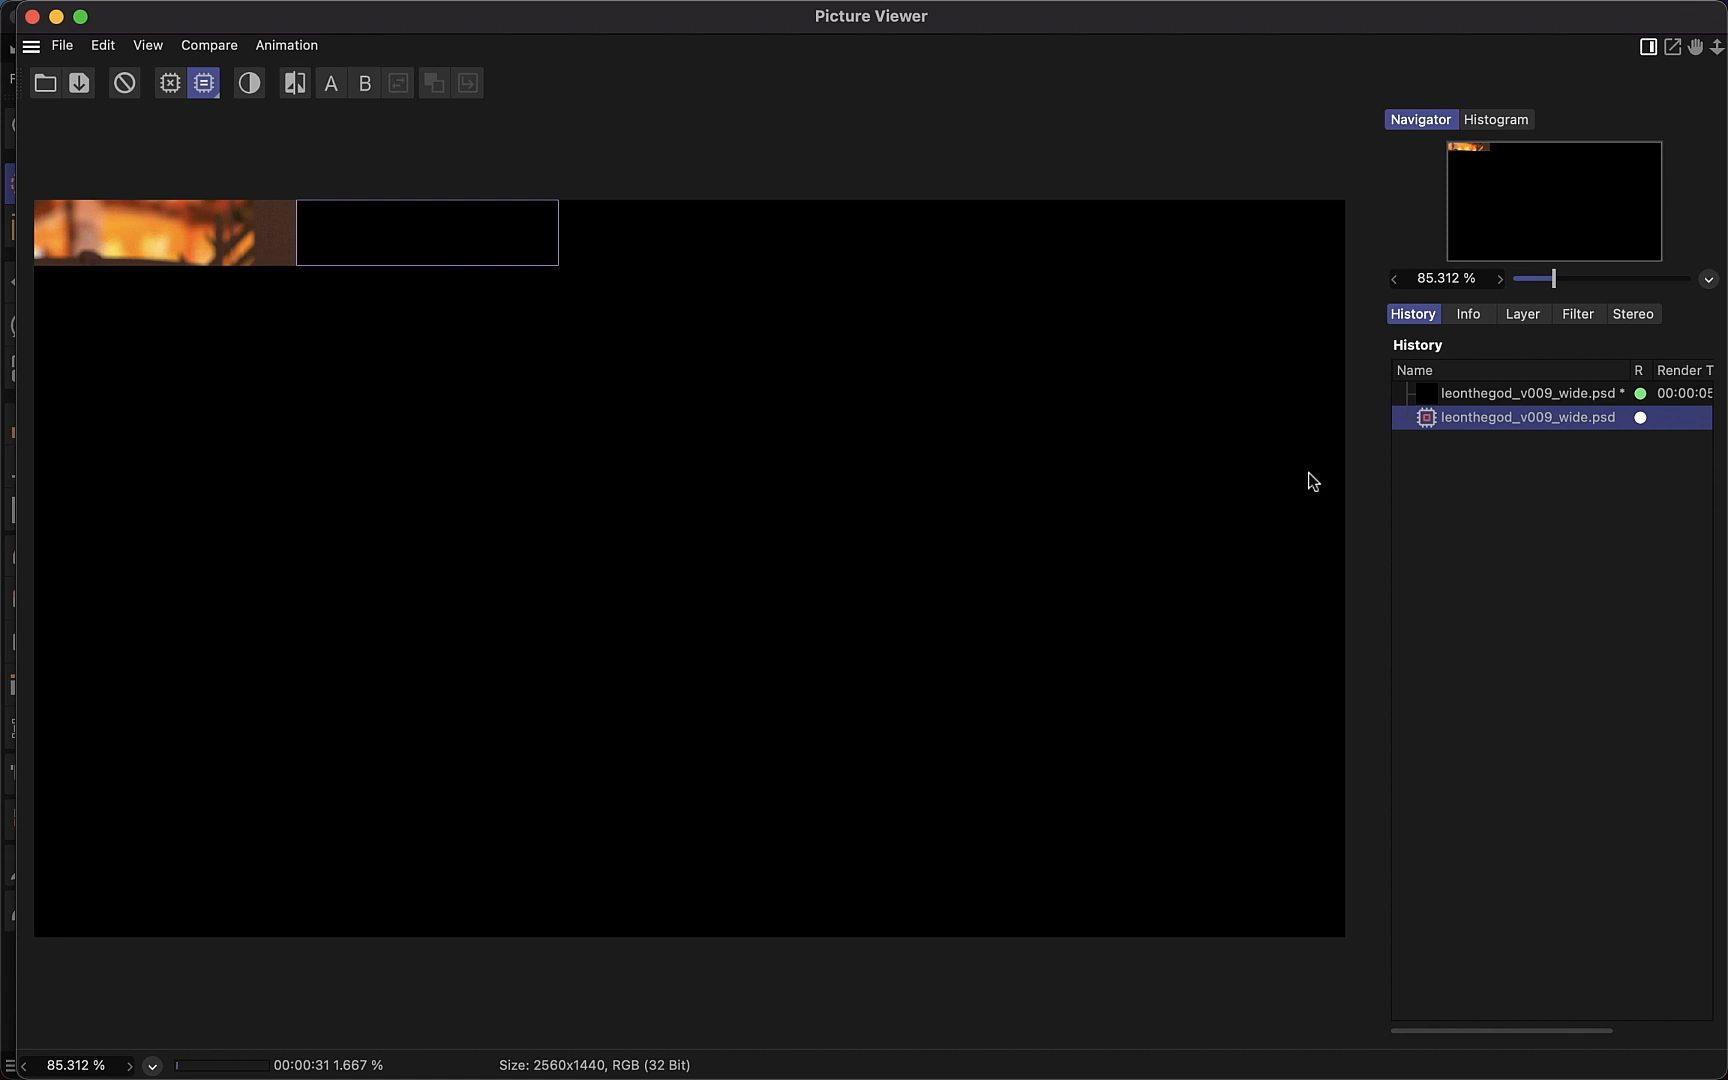 Picture Viewer
File Edit View Compare Animation
A B
Navigator Histogram
85.312 %
History Info Layer Filter Stereo
History
Name R Render T
leonthegod_v009_wide.psd * 00:00:05
leonthegod_v009_wide.psd
85.312 % 00:00:31 1.667 % Size: 2560x1440, RGB (32 Bit)